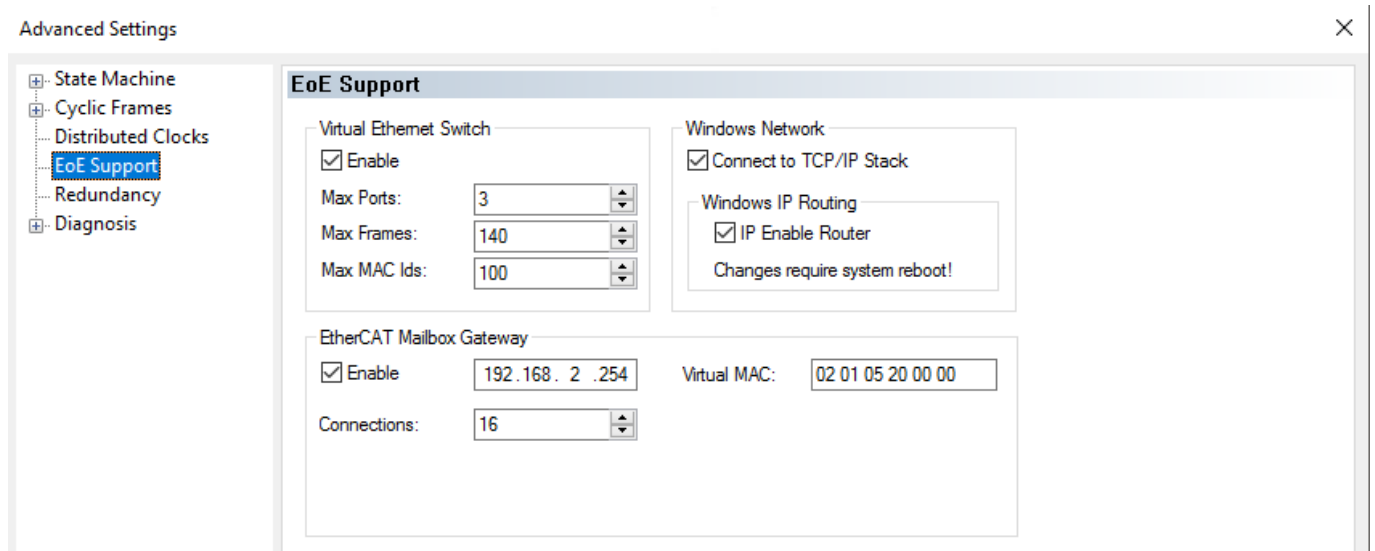 Advanced Settings
State Machine
Cyclic Frames
Distributed Clocks
EoE Support
Redundancy
Diagnosis
EoE Support
Virtual Ethernet Switch
Enable
Max Ports: 3
Max Frames: 140
Max MAC Ids: 100
Windows Network
Connect to TCP/IP Stack
Windows IP Routing
IP Enable Router
Changes require system reboot!
EtherCAT Mailbox Gateway
Enable 192.168. 2 .254 Virtual MAC: 02 01 05 20 00 00
Connections: 16